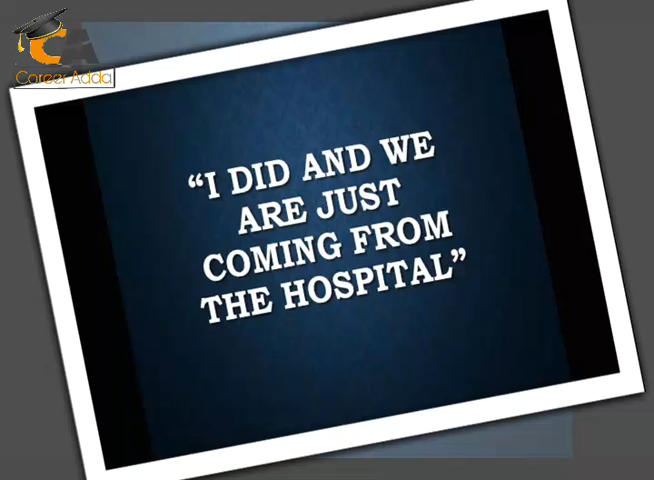 Career Adda
“I DID AND WE
ARE JUST
COMING FROM
THE HOSPITAL”